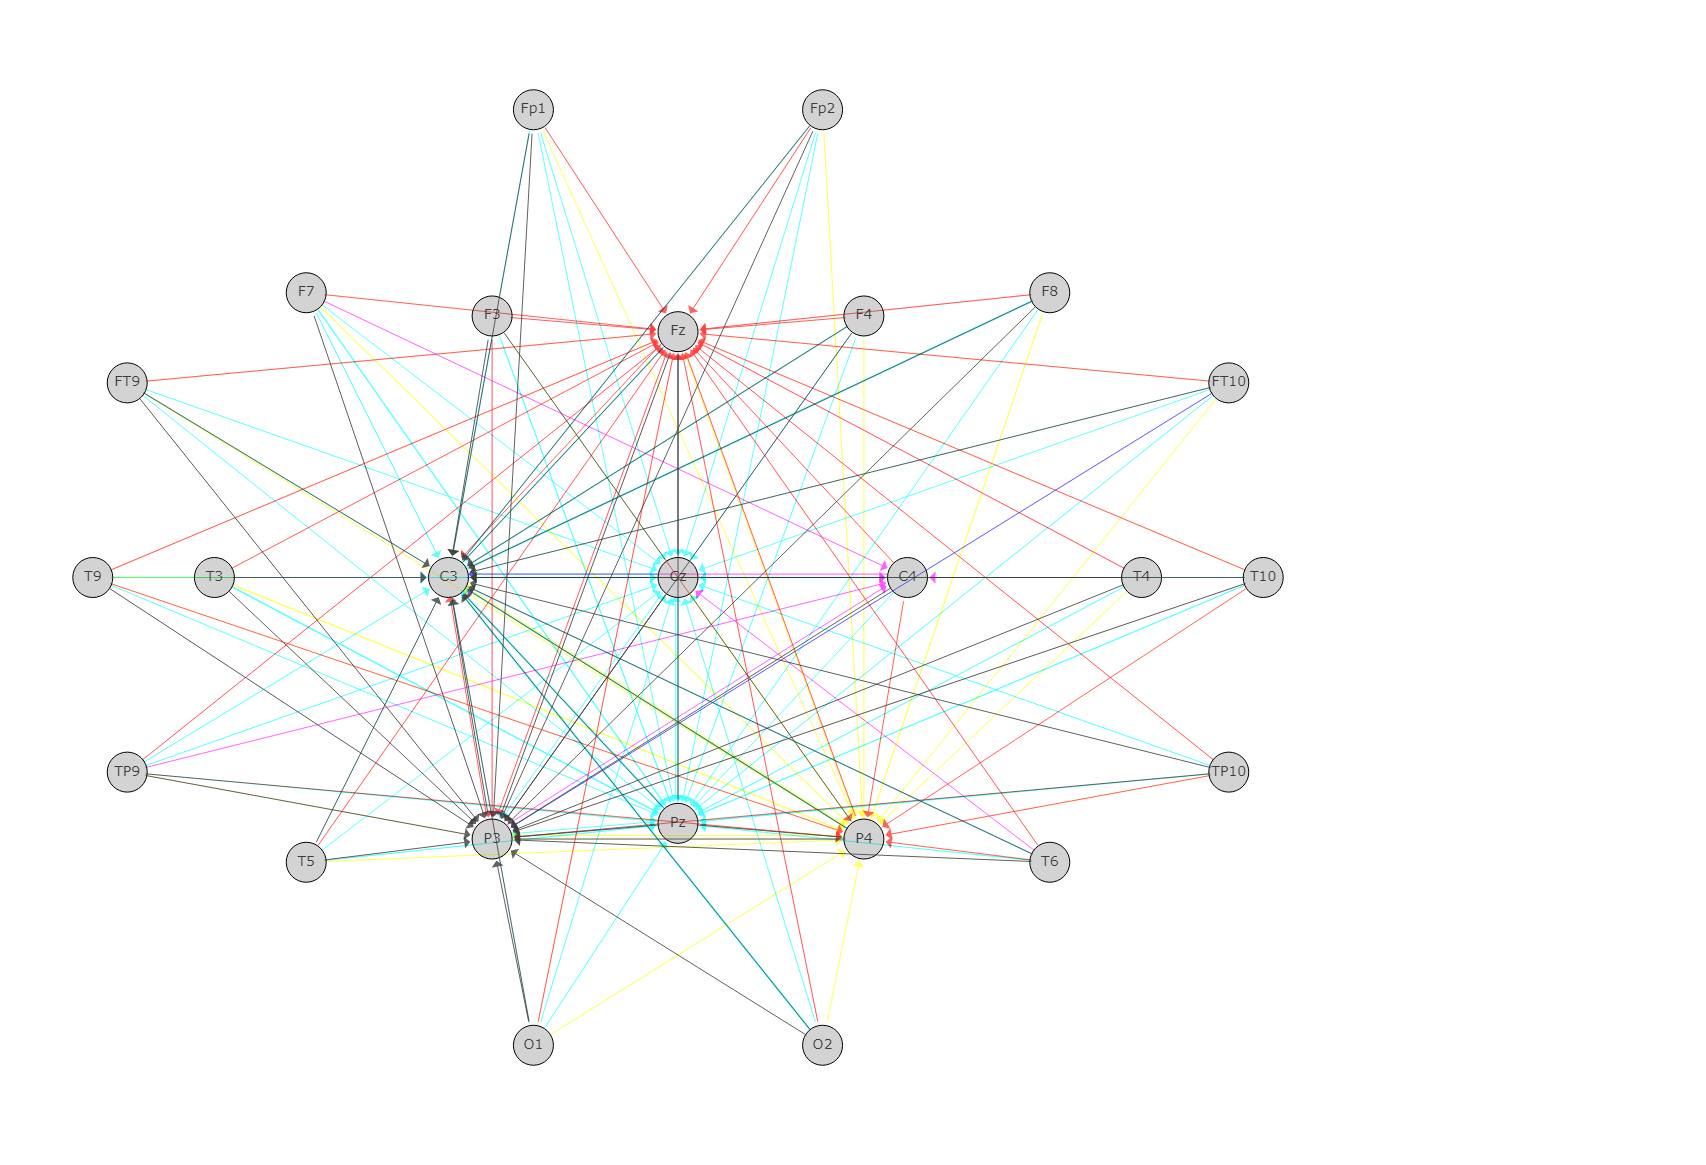 Fp1 Fp2
F7 F3 Fz F4 F8
FT9 FT10
T9 T3 C3 Cz C4 T4 T10
TP9 TP10
T5 P3 Pz P4 T6
O1 O2